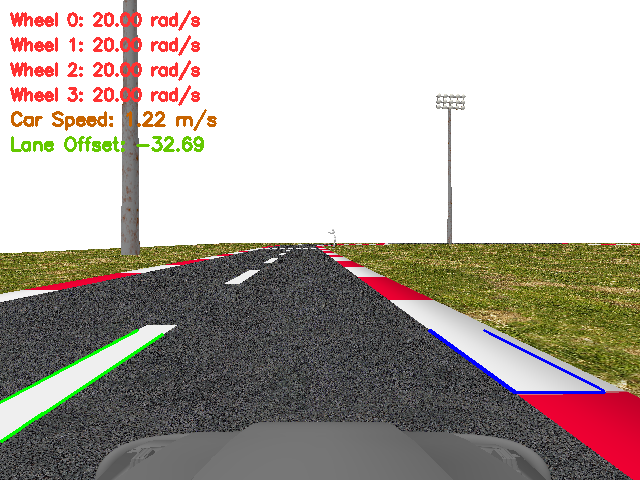 Wheel 0: 20.00 rad/s
Wheel 1: 20.00 rad/s
Wheel 2: 20.00 rad/s
Wheel 3: 20.00 rad/s
Car Speed: 1.22 m/s
Lane Offset: -32.69